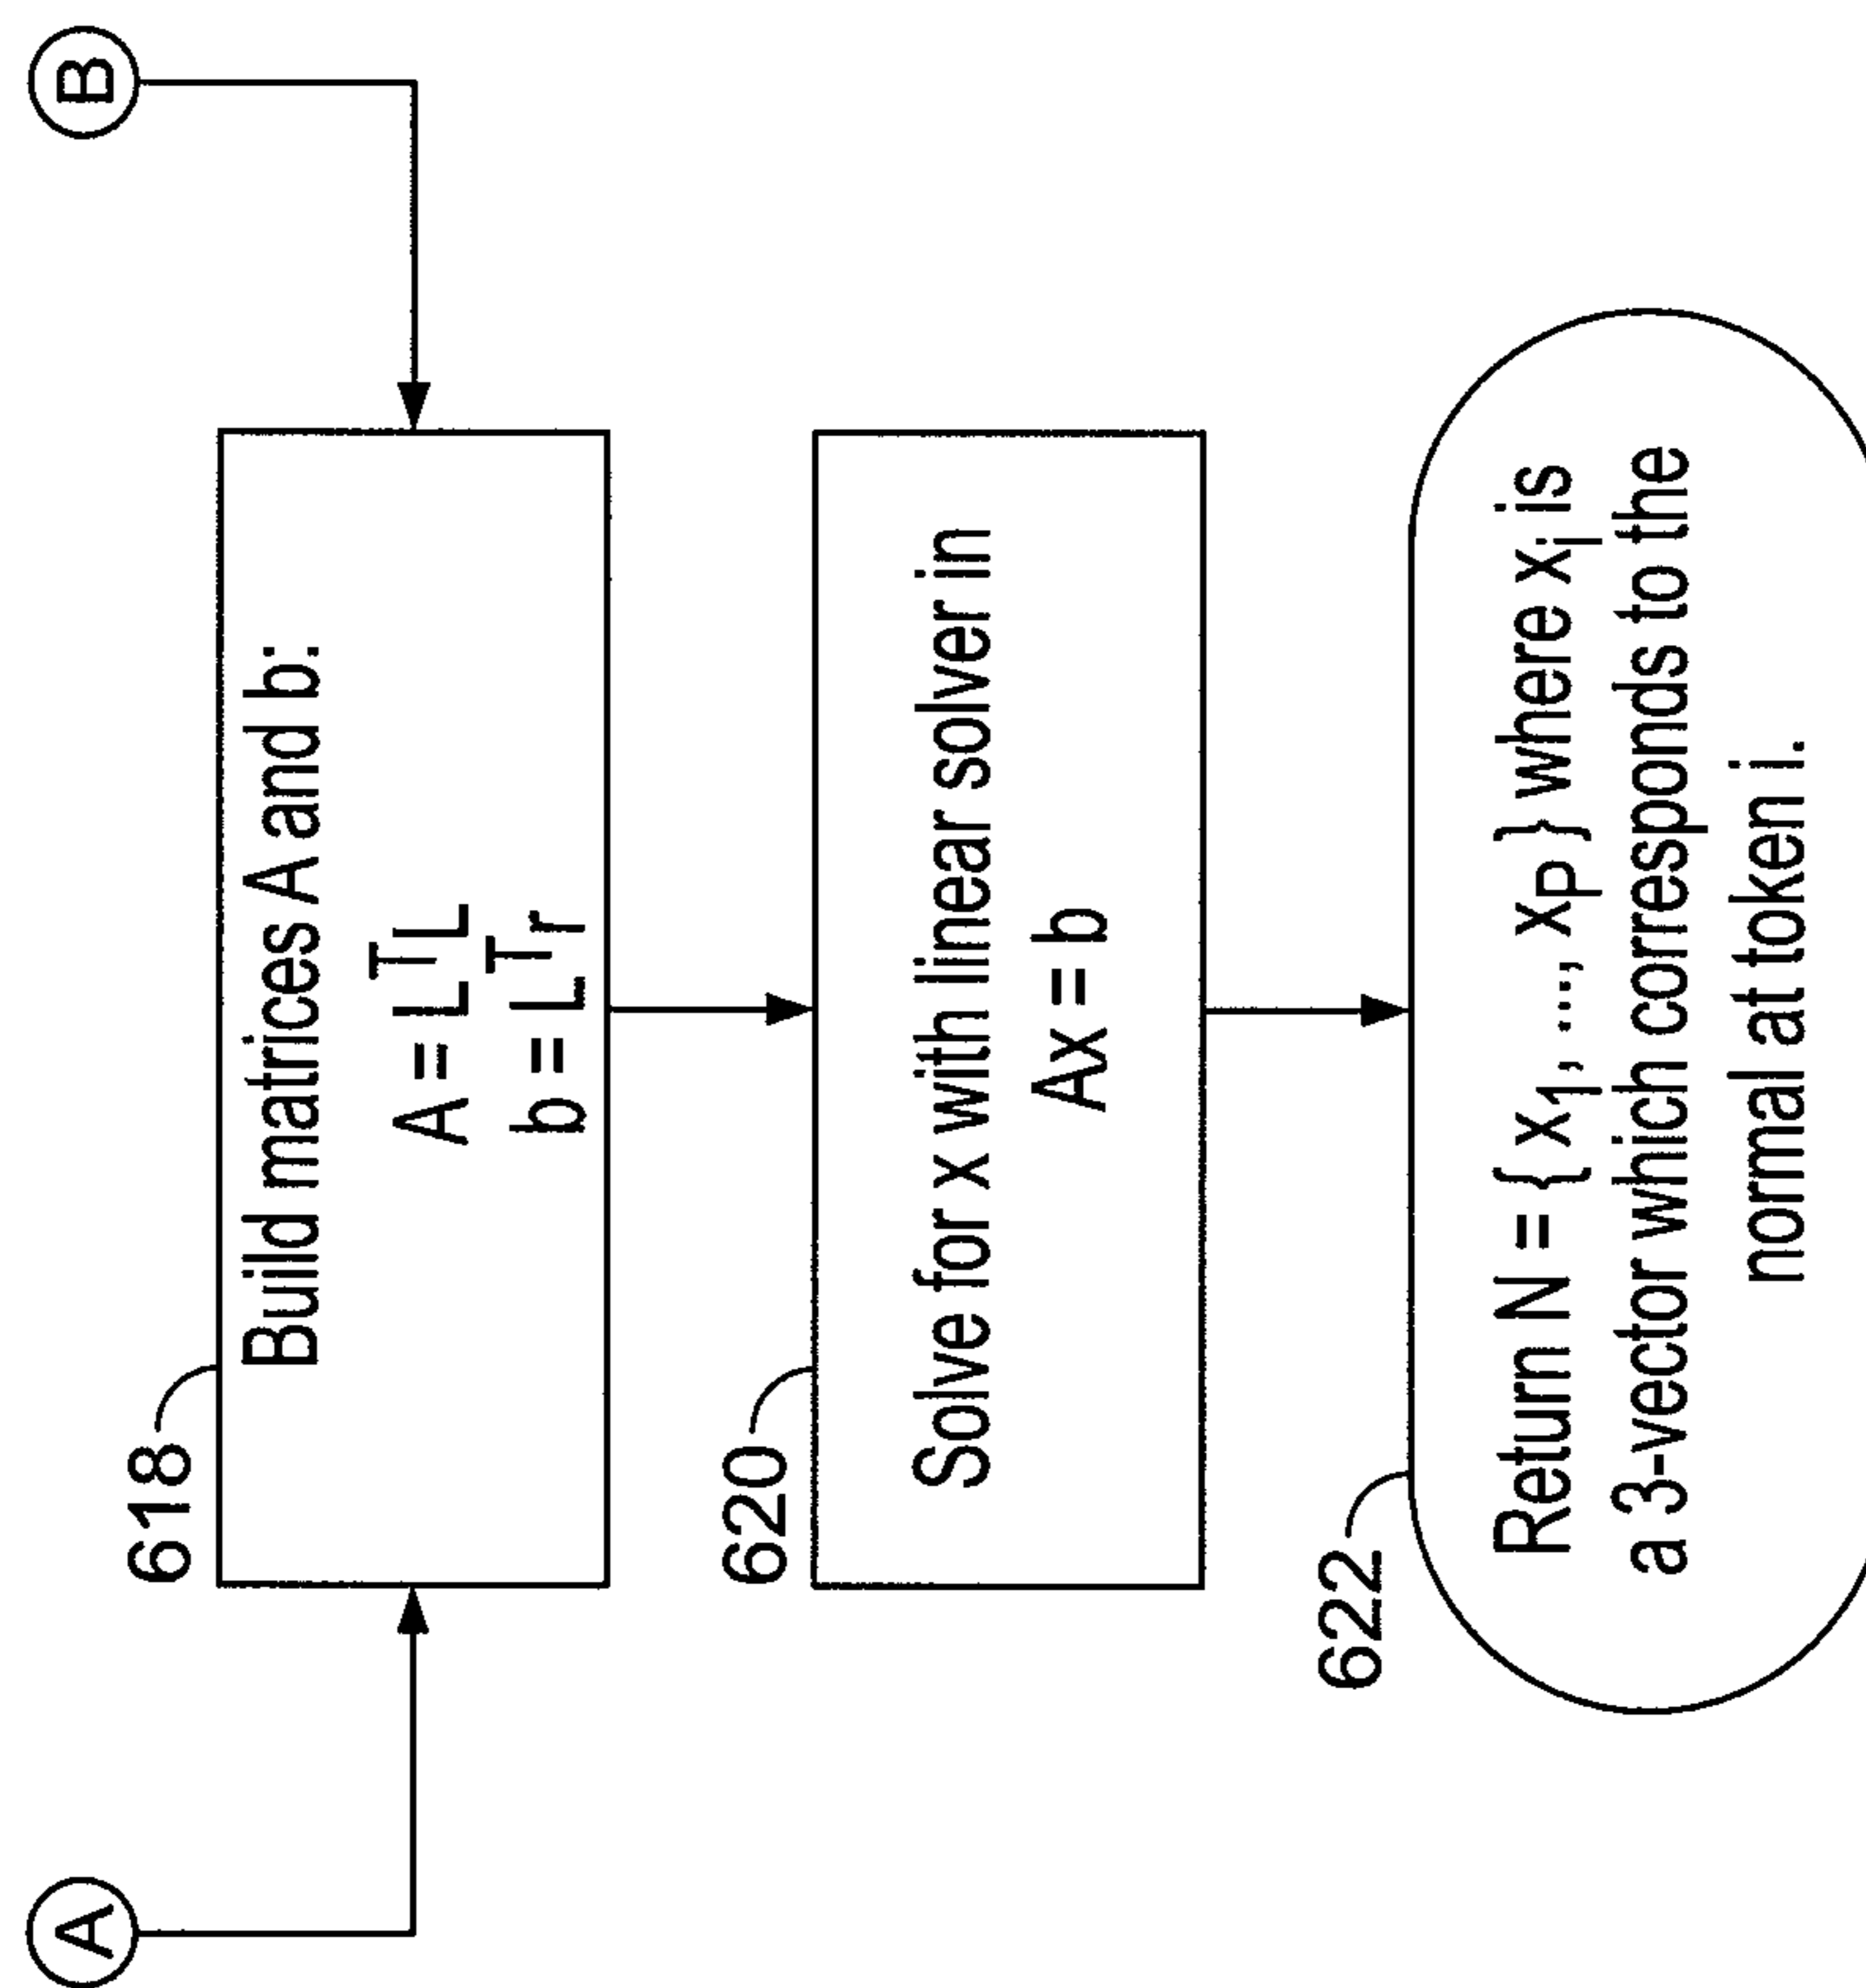 A
B
618
Build matrices A and b:
A = LᵀL
b = Lᵀr
620
Solve for x with linear solver in
Ax = b
622
Return N = { x₁, ..., x_P } where x_i is
a 3-vector which corresponds to the
normal at token i.